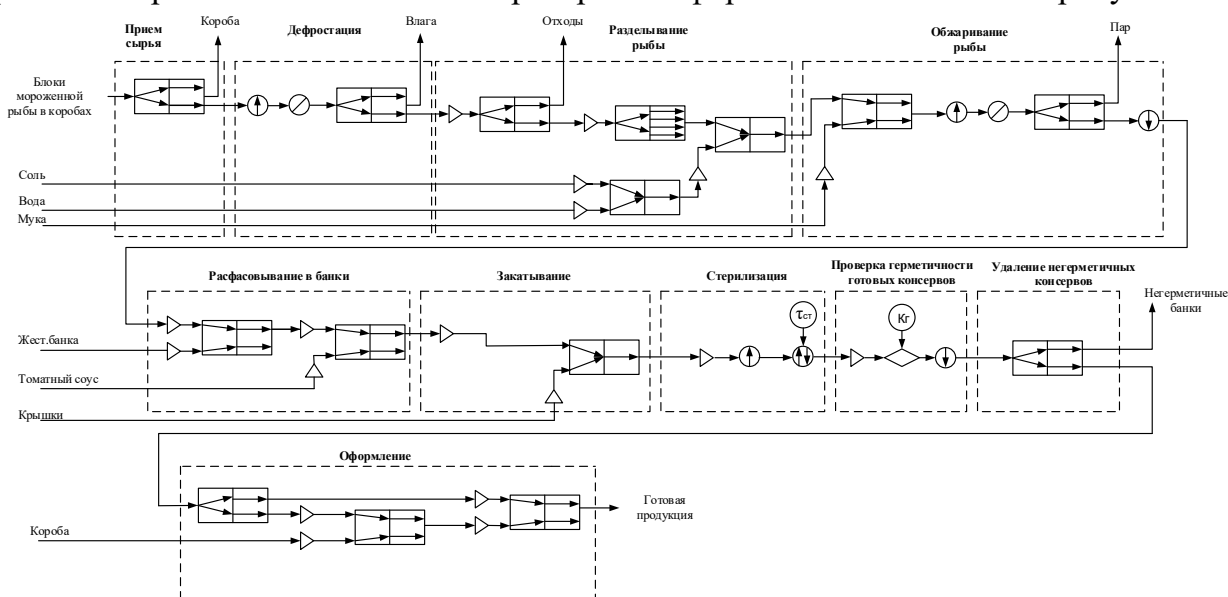 Прием
сырья
Короба
Дефростация
Влага
Отходы
Разделывание
рыбы
Обжаривание
рыбы
Пар
Блоки
мороженной
рыбы в коробах
Соль
Вода
Мука
Расфасовывание в банки
Закатывание
Стерилизация
Проверка герметичности
готовых консервов
Удаление негерметичных
консервов
Негерметичные
банки
τст
Кг
Жест.банка
Томатный соус
Крышки
Оформление
Готовая
продукция
Короба